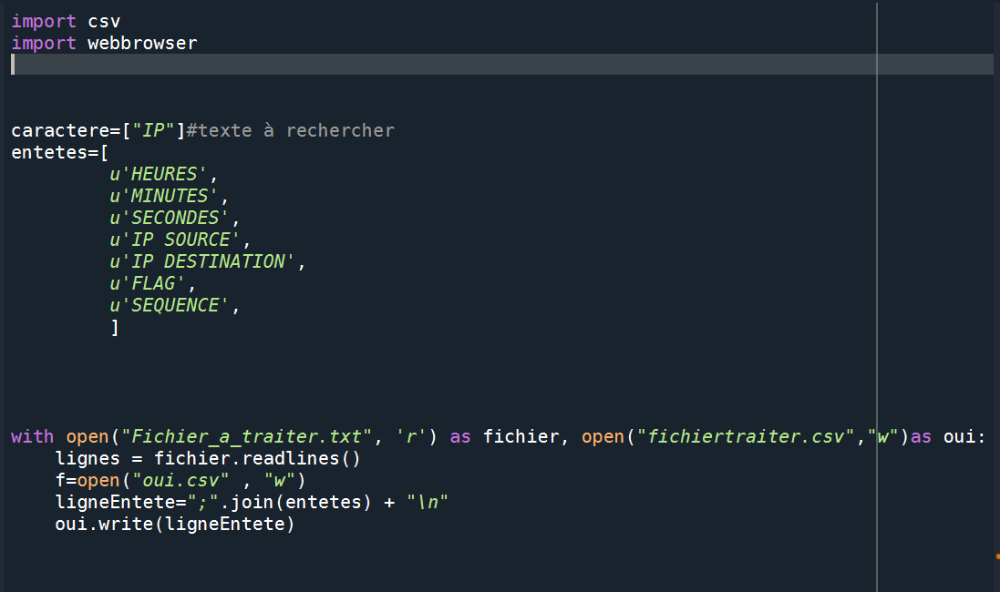 import csv
import webbrowser
caractere=["IP"]#texte à rechercher
entetes=[
u'HEURES',
u'MINUTES',
u'SECONDES',
u'IP SOURCE',
u'IP DESTINATION',
u'FLAG',
u'SEQUENCE',
]
with open("Fichier_a_traiter.txt", 'r') as fichier, open("fichiertraiter.csv","w")as oui:
lignes = fichier.readlines()
f=open("oui.csv" , "w")
ligneEntete=";".join(entetes) + "\n"
oui.write(ligneEntete)